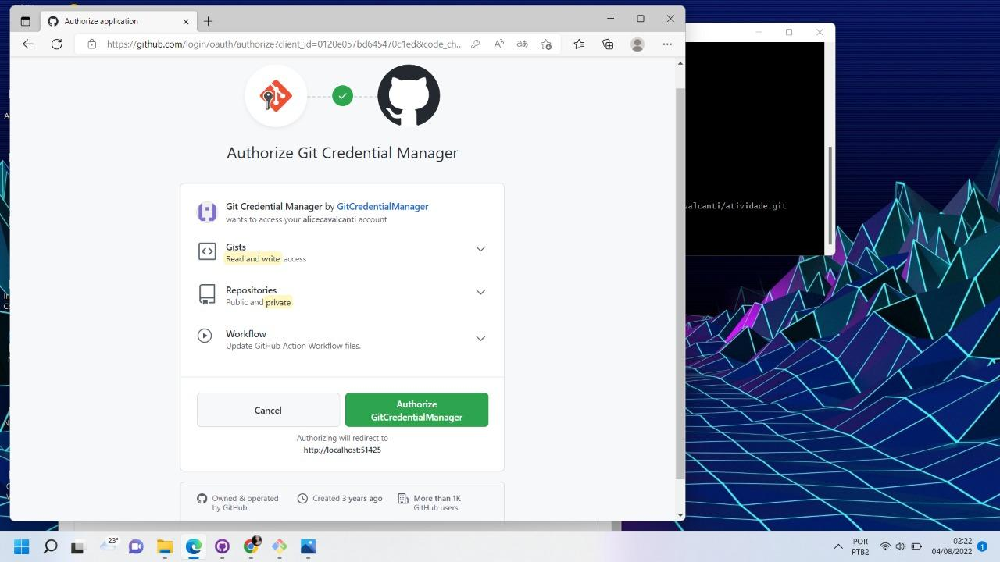 Authorize application
https://github.com/login/oauth/authorize?client_id=0120e057bd645470c1ed&code_ch...
Authorize Git Credential Manager
Git Credential Manager by GitCredentialManager
wants to access your alicecavalcanti account
Gists
Read and write access
Repositories
Public and private
Workflow
Update GitHub Action Workflow files.
Cancel
Authorize
GitCredentialManager
Authorizing will redirect to
http://localhost:51425
Owned & operated
by GitHub
Created 3 years ago
More than 1K
GitHub users
valcanti/atividade.git
23°
POR
PTB2
02:22
04/08/2022
1